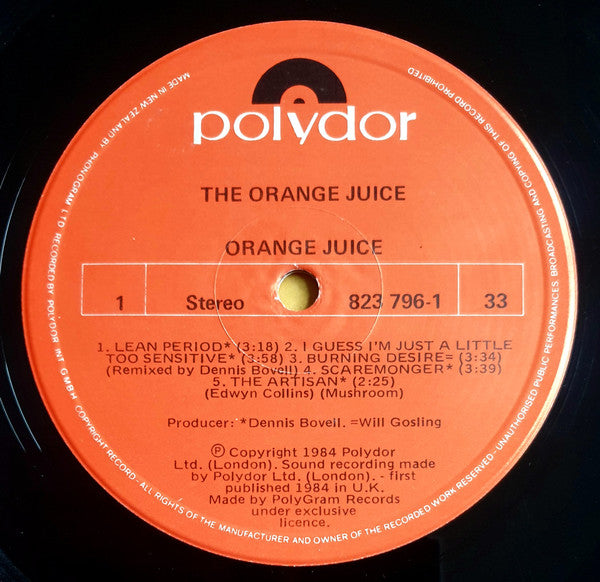 polydor
THE ORANGE JUICE
ORANGE JUICE
1 Stereo 823 796-1 33
1. LEAN PERIOD* (3:18) 2. I GUESS I'M JUST A LITTLE
TOO SENSITIVE* (3:58) 3. BURNING DESIRE= (3:34)
(Remixed by Dennis Bovell) 4. SCAREMONGER* (3:39)
5. THE ARTISAN* (2:25)
(Edwyn Collins) (Mushroom)
Producer: *Dennis Bovell. =Will Gosling
Ⓟ Copyright 1984 Polydor
Ltd. (London). Sound recording made
by Polydor Ltd. (London). - first
published 1984 in U.K.
Made by PolyGram Records
under exclusive
licence.
MADE IN NEW ZEALAND BY PHONOGRAM LTD. RECORDED BY POLYDOR INT. GMBH COPYRIGHT RECORD - ALL RIGHTS OF THE MANUFACTURER AND OWNER OF THE RECORDED WORK RESERVED - UNAUTHORISED PUBLIC PERFORMANCES, BROADCASTING AND COPYING OF THIS RECORD PROHIBITED